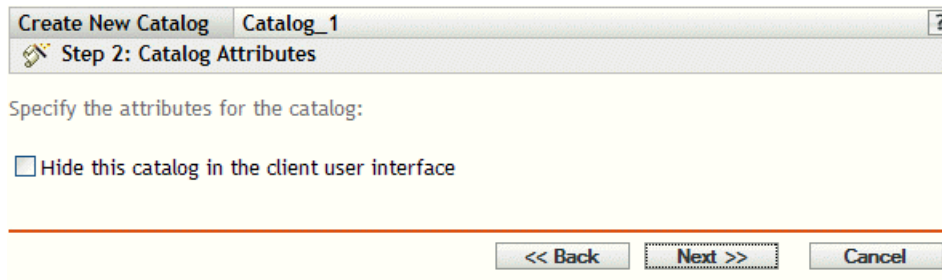 Create New Catalog Catalog_1 ?
Step 2: Catalog Attributes
Specify the attributes for the catalog:
Hide this catalog in the client user interface
<< Back Next >> Cancel